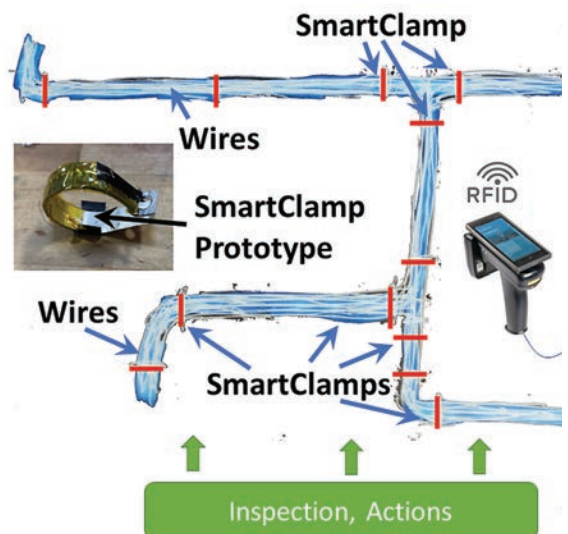 SmartClamp
Wires
RFID
SmartClamp
Prototype
Wires
SmartClamps
Inspection, Actions